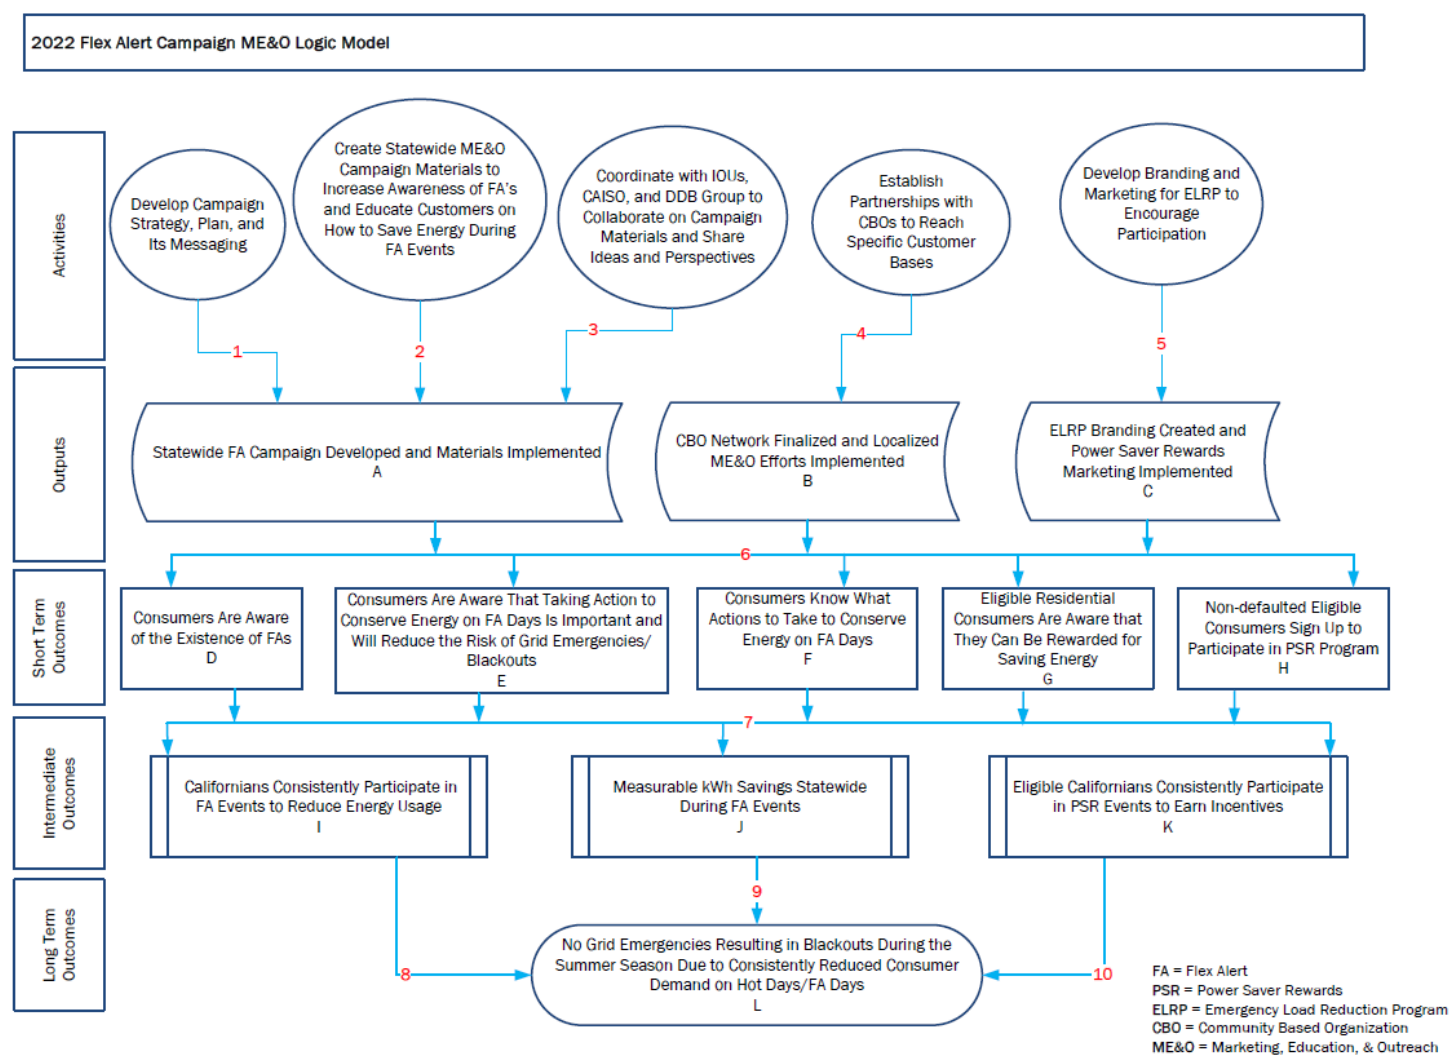 2022 Flex Alert Campaign ME&O Logic Model
Activities
Develop Campaign
Strategy, Plan, and
Its Messaging
Create Statewide ME&O
Campaign Materials to
Increase Awareness of FA's
and Educate Customers on
How to Save Energy During
FA Events
Coordinate with IOUs,
CAISO, and DDB Group to
Collaborate on Campaign
Materials and Share
Ideas and Perspectives
Establish
Partnerships with
CBOs to Reach
Specific Customer
Bases
Develop Branding and
Marketing for ELRP to
Encourage
Participation
1
2
3
4
5
Outputs
Statewide FA Campaign Developed and Materials Implemented
A
CBO Network Finalized and Localized
ME&O Efforts Implemented
B
ELRP Branding Created and
Power Saver Rewards
Marketing Implemented
C
6
Short Term
Outcomes
Consumers Are Aware
of the Existence of FAs
D
Consumers Are Aware That Taking Action to
Conserve Energy on FA Days Is Important and
Will Reduce the Risk of Grid Emergencies/
Blackouts
E
Consumers Know What
Actions to Take to Conserve
Energy on FA Days
F
Eligible Residential
Consumers Are Aware that
They Can Be Rewarded for
Saving Energy
G
Non-defaulted Eligible
Consumers Sign Up to
Participate in PSR Program
H
7
Intermediate
Outcomes
Californians Consistently Participate in
FA Events to Reduce Energy Usage
I
Measurable kWh Savings Statewide
During FA Events
J
Eligible Californians Consistently Participate
in PSR Events to Earn Incentives
K
8
9
10
Long Term
Outcomes
No Grid Emergencies Resulting in Blackouts During the
Summer Season Due to Consistently Reduced Consumer
Demand on Hot Days/FA Days
L
FA = Flex Alert
PSR = Power Saver Rewards
ELRP = Emergency Load Reduction Program
CBO = Community Based Organization
ME&O = Marketing, Education, & Outreach